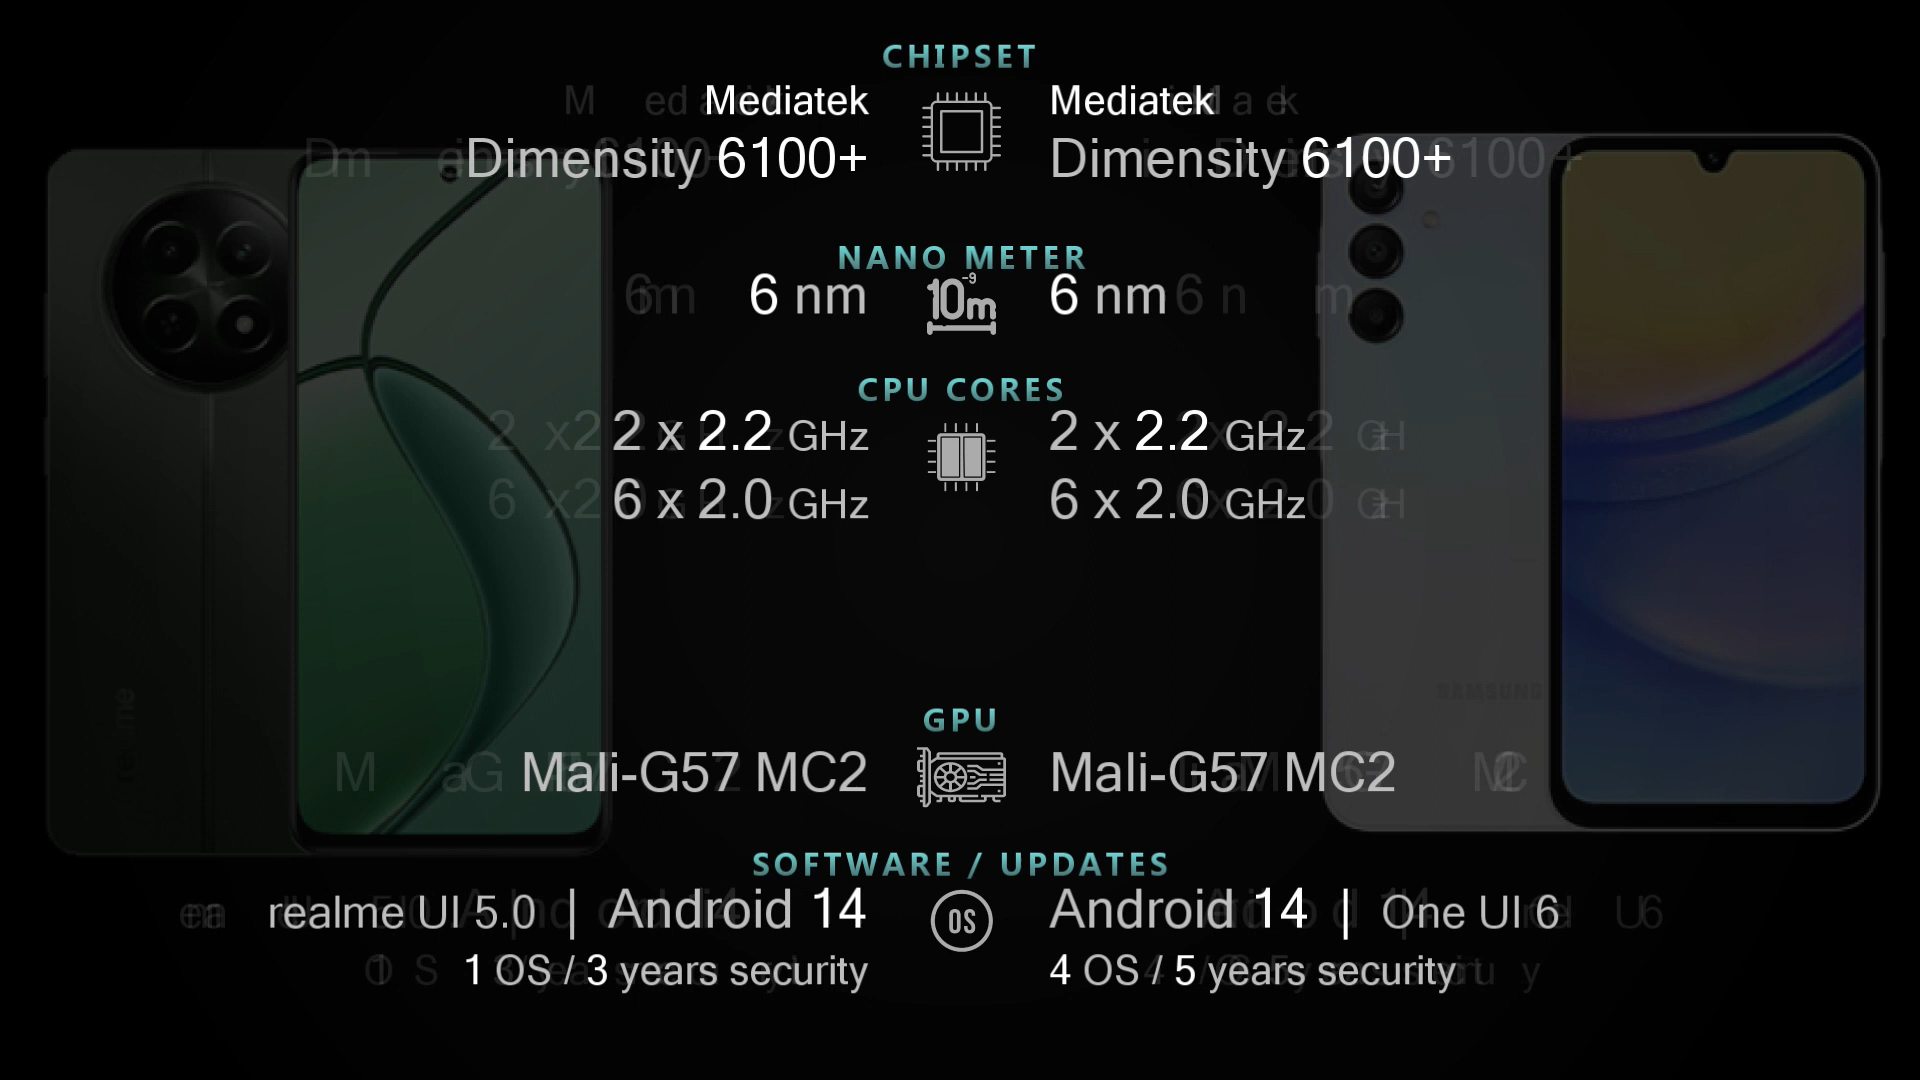 CHIPSET
Mediatek
Mediatek
Dimensity 6100+
Dimensity 6100+
NANO METER
6 nm
10⁻⁹m
6 nm
CPU CORES
2 x 2.2 GHz
2 x 2.2 GHz
6 x 2.0 GHz
6 x 2.0 GHz
SAMSUNG
realme
GPU
Mali-G57 MC2
Mali-G57 MC2
SOFTWARE / UPDATES
realme UI 5.0 | Android 14
OS
Android 14 | One UI 6
1 OS / 3 years security
4 OS / 5 years security